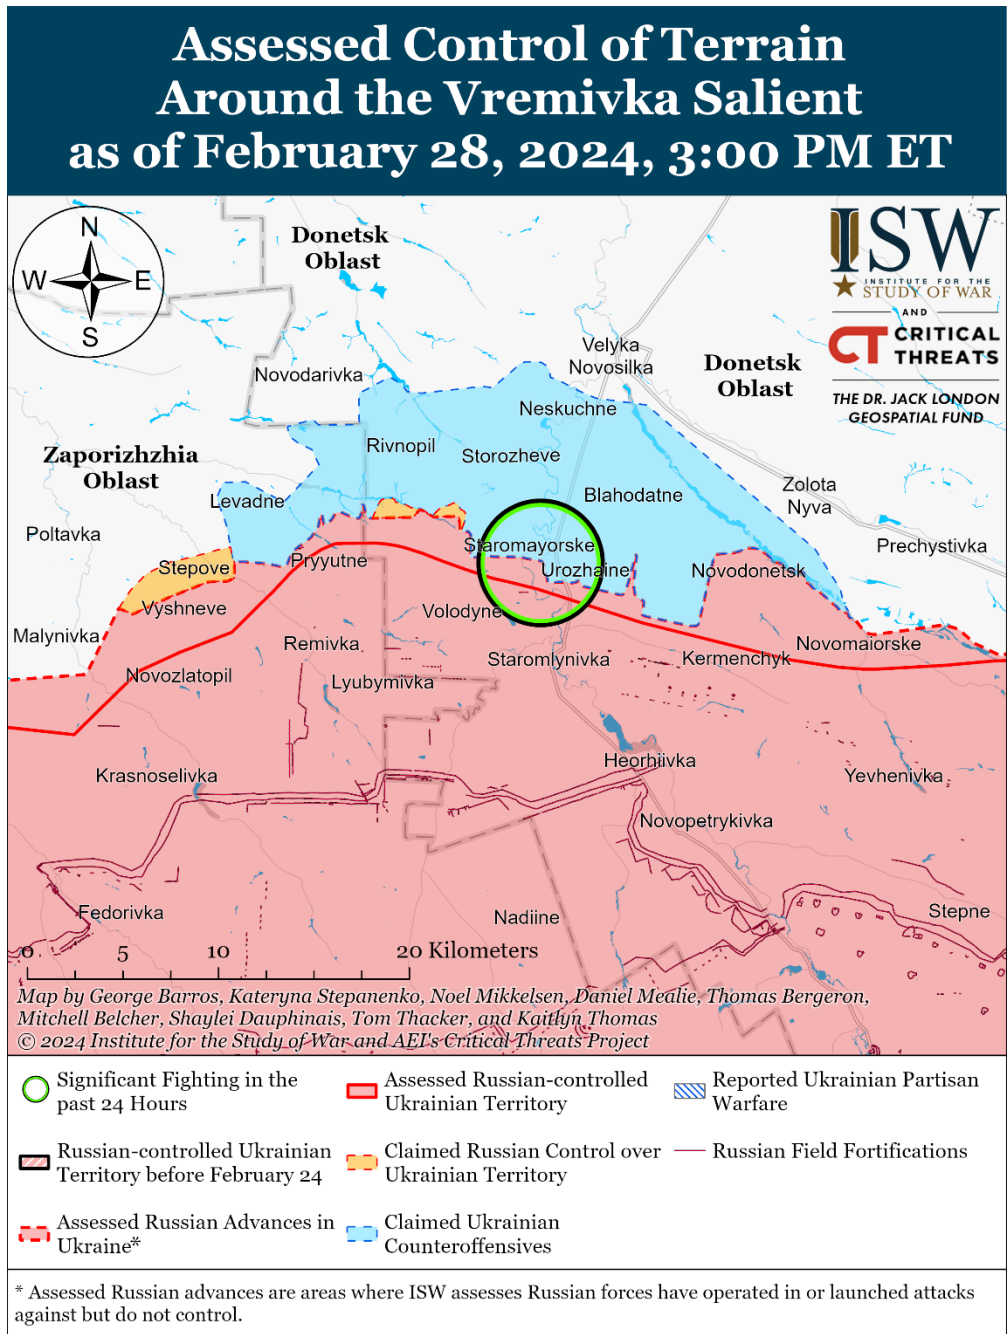 Assessed Control of Terrain
Around the Vremivka Salient
as of February 28, 2024, 3:00 PM ET
N
W
E
S
Donetsk
Oblast
ISW
INSTITUTE FOR THE
STUDY OF WAR
AND
CT CRITICAL
THREATS
THE DR. JACK LONDON
GEOSPATIAL FUND
Velyka
Novosilka
Donetsk
Oblast
Novodarivka
Neskuchne
Rivnopil
Storozheve
Zaporizhzhia
Oblast
Levadne
Blahodatne
Zolota
Nyva
Poltavka
Staromayorske
Prechystivka
Pryyutne
Stepove
Urozhaine
Novodonetsk
Vyshneve
Volodyne
Malynivka
Remivka
Novomaiorske
Staromlynivka
Kermenchyk
Novozlatopil
Lyubymivka
Heorhiivka
Krasnoselivka
Yevhenivka
Novopetrykivka
Fedorivka
Nadiine
Stepne
0 5 10 20 Kilometers
Map by George Barros, Kateryna Stepanenko, Noel Mikkelsen, Daniel Mealie, Thomas Bergeron,
Mitchell Belcher, Shaylei Dauphinais, Tom Thacker, and Kaitlyn Thomas
© 2024 Institute for the Study of War and AEI's Critical Threats Project
Significant Fighting in the
past 24 Hours
Russian-controlled Ukrainian
Territory before February 24
Assessed Russian Advances in
Ukraine*
Assessed Russian-controlled
Ukrainian Territory
Claimed Russian Control over
Ukrainian Territory
Claimed Ukrainian
Counteroffensives
Reported Ukrainian Partisan
Warfare
Russian Field Fortifications
* Assessed Russian advances are areas where ISW assesses Russian forces have operated in or launched attacks
against but do not control.